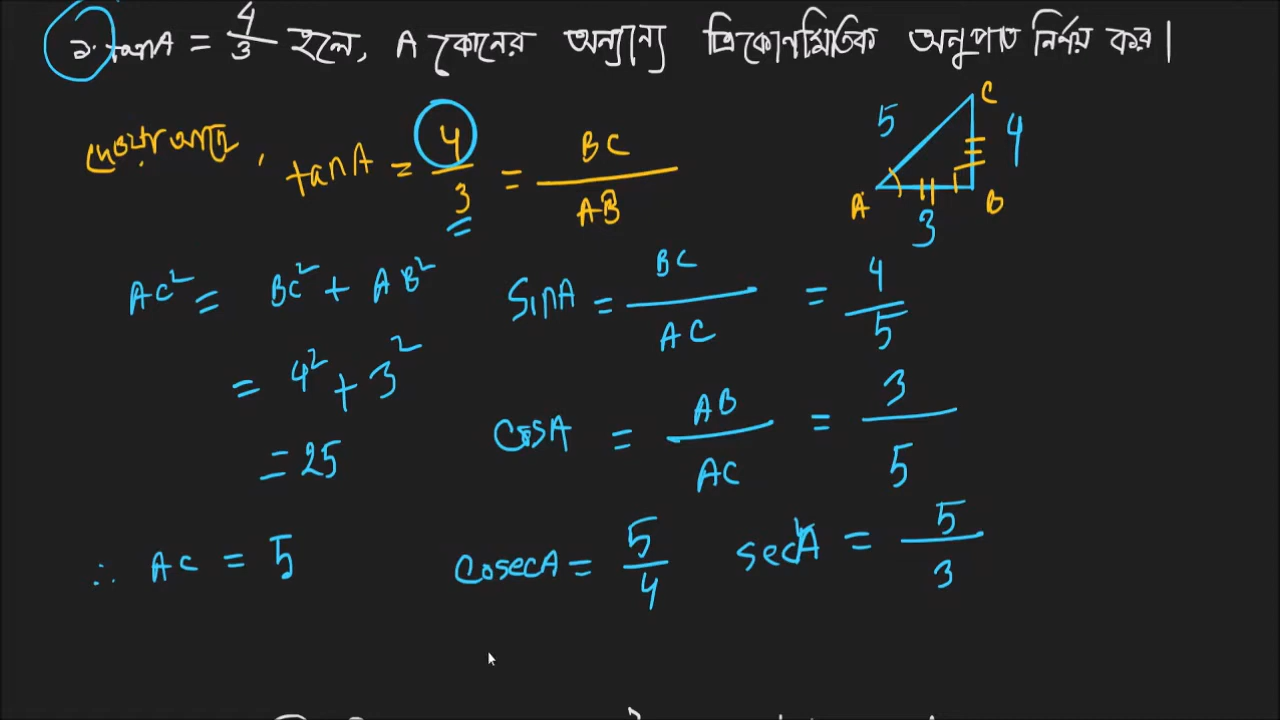 ২. tanA = 4/3 হলে, A কোনের অন্যান্য ত্রিকোনমিতিক অনুপাত নির্ণয় কর।
দেওয়া আছে, tanA = 4/3 = BC/AB
5 C 4 A B 3
AC² = BC² + AB²
= 4² + 3²
= 25
∴ AC = 5
SinA = BC/AC = 4/5
CosA = AB/AC = 3/5
CosecA = 5/4 secA = 5/3